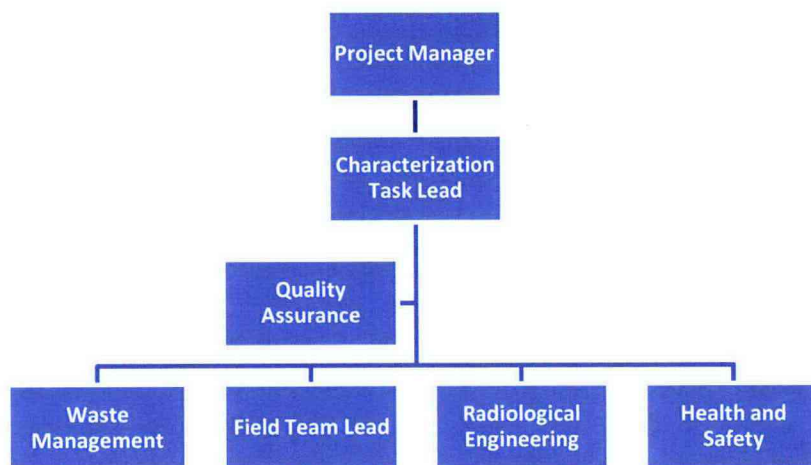 Project Manager
Characterization
Task Lead
Quality
Assurance
Waste
Management
Field Team Lead
Radiological
Engineering
Health and
Safety